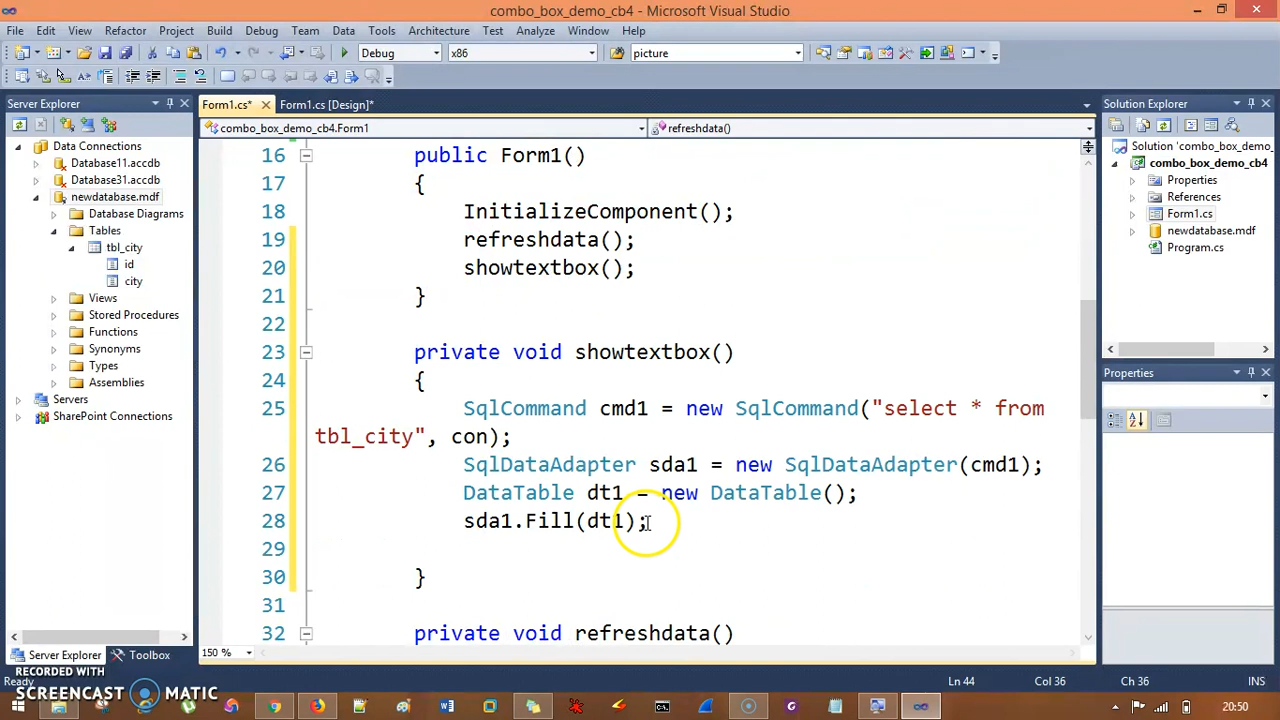 combo_box_demo_cb4 - Microsoft Visual Studio
File Edit View Refactor Project Build Debug Team Data Tools Architecture Test Analyze Window Help
Debug x86 picture
Server Explorer
Form1.cs* Form1.cs [Design]*
Solution Explorer
combo_box_demo_cb4.Form1 refreshdata()
Data Connections
Database11.accdb
Database31.accdb
newdatabase.mdf
Database Diagrams
Tables
tbl_city
id
city
Views
Stored Procedures
Functions
Synonyms
Types
Assemblies
Servers
SharePoint Connections
16 public Form1()
17 {
18 InitializeComponent();
19 refreshdata();
20 showtextbox();
21 }
22
23 private void showtextbox()
24 {
25 SqlCommand cmd1 = new SqlCommand("select * from
tbl_city", con);
26 SqlDataAdapter sda1 = new SqlDataAdapter(cmd1);
27 DataTable dt1 = new DataTable();
28 sda1.Fill(dt1);
29
30 }
31
32 private void refreshdata()
Solution 'combo_box_demo_
combo_box_demo_cb4
Properties
References
Form1.cs
newdatabase.mdf
Program.cs
Properties
150 %
Server Explorer Toolbox
RECORDED WITH
SCREENCAST MATIC
Ready
Ln 44 Col 36 Ch 36 INS
20:50